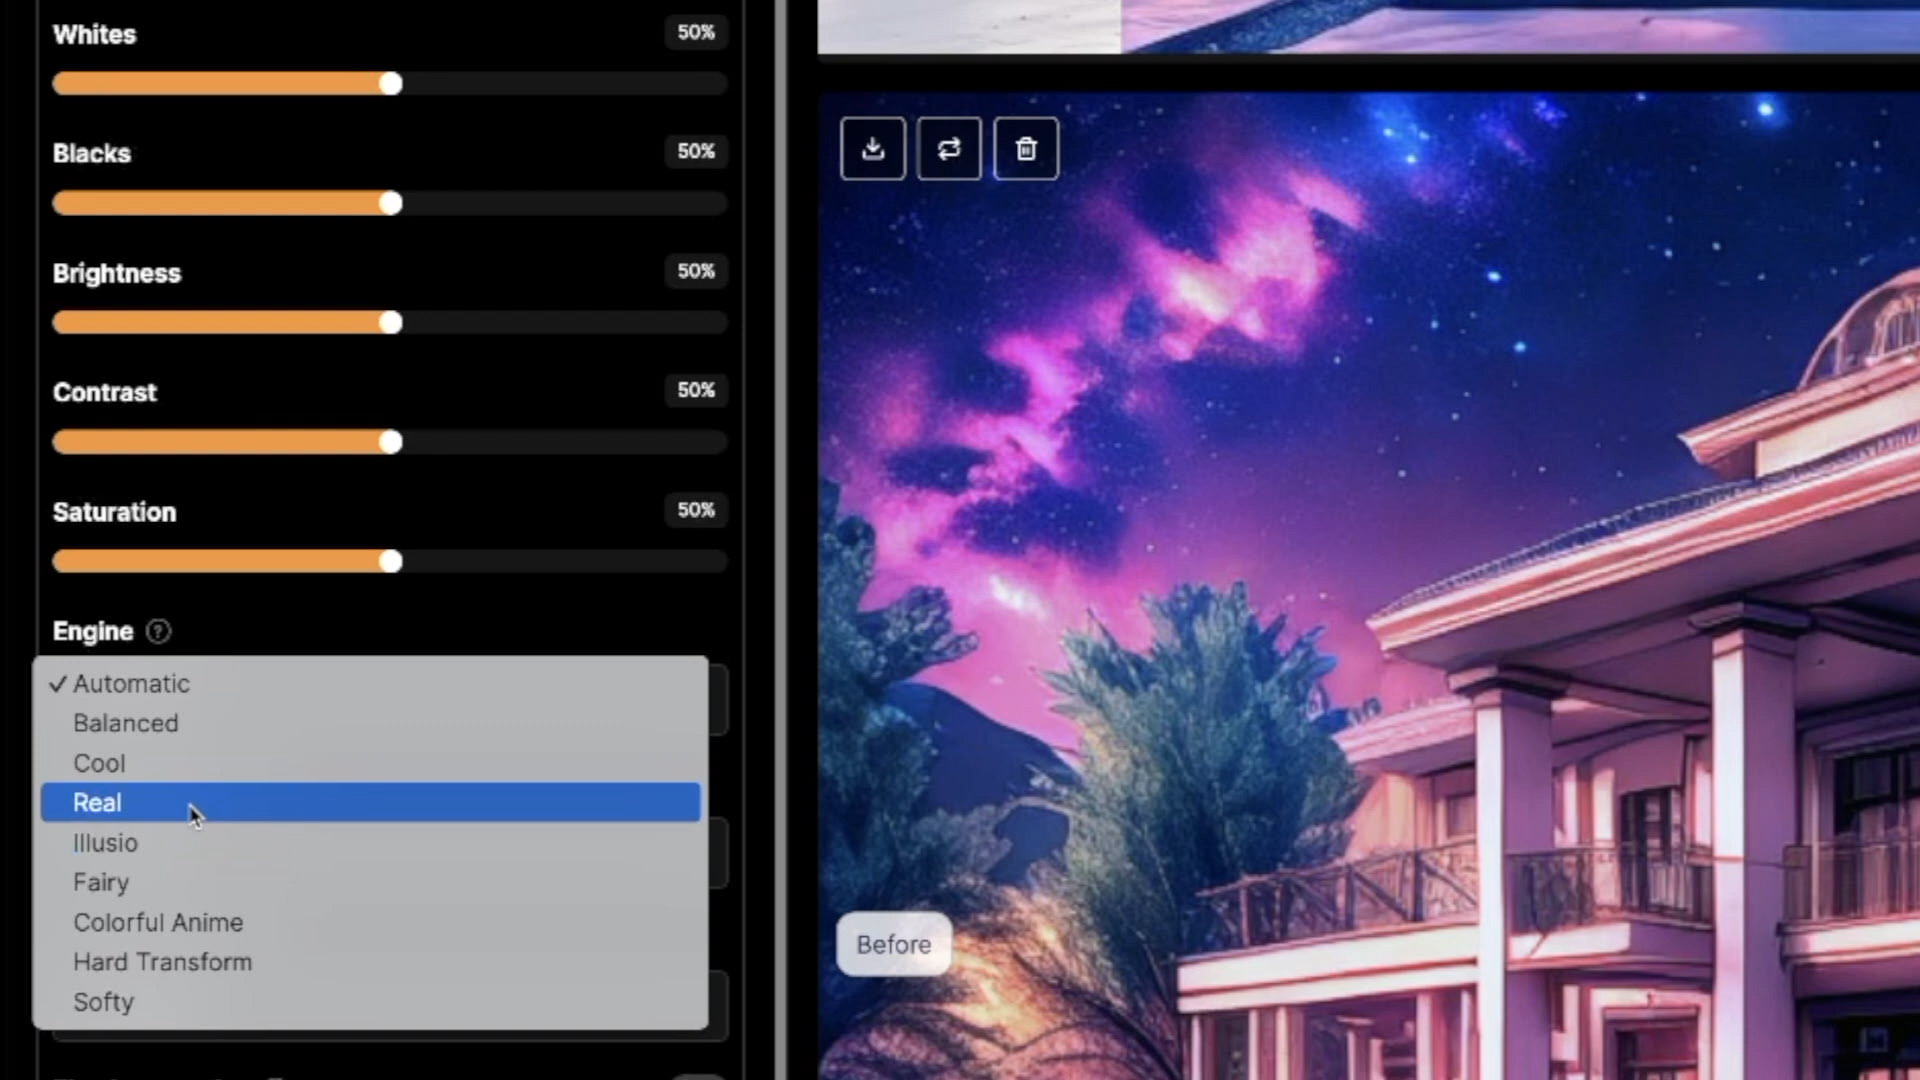 Whites 50%
Blacks 50%
Brightness 50%
Contrast 50%
Saturation 50%
Engine ?
✓ Automatic
Balanced
Cool
Real
Illusio
Fairy
Colorful Anime
Hard Transform
Softy
Before